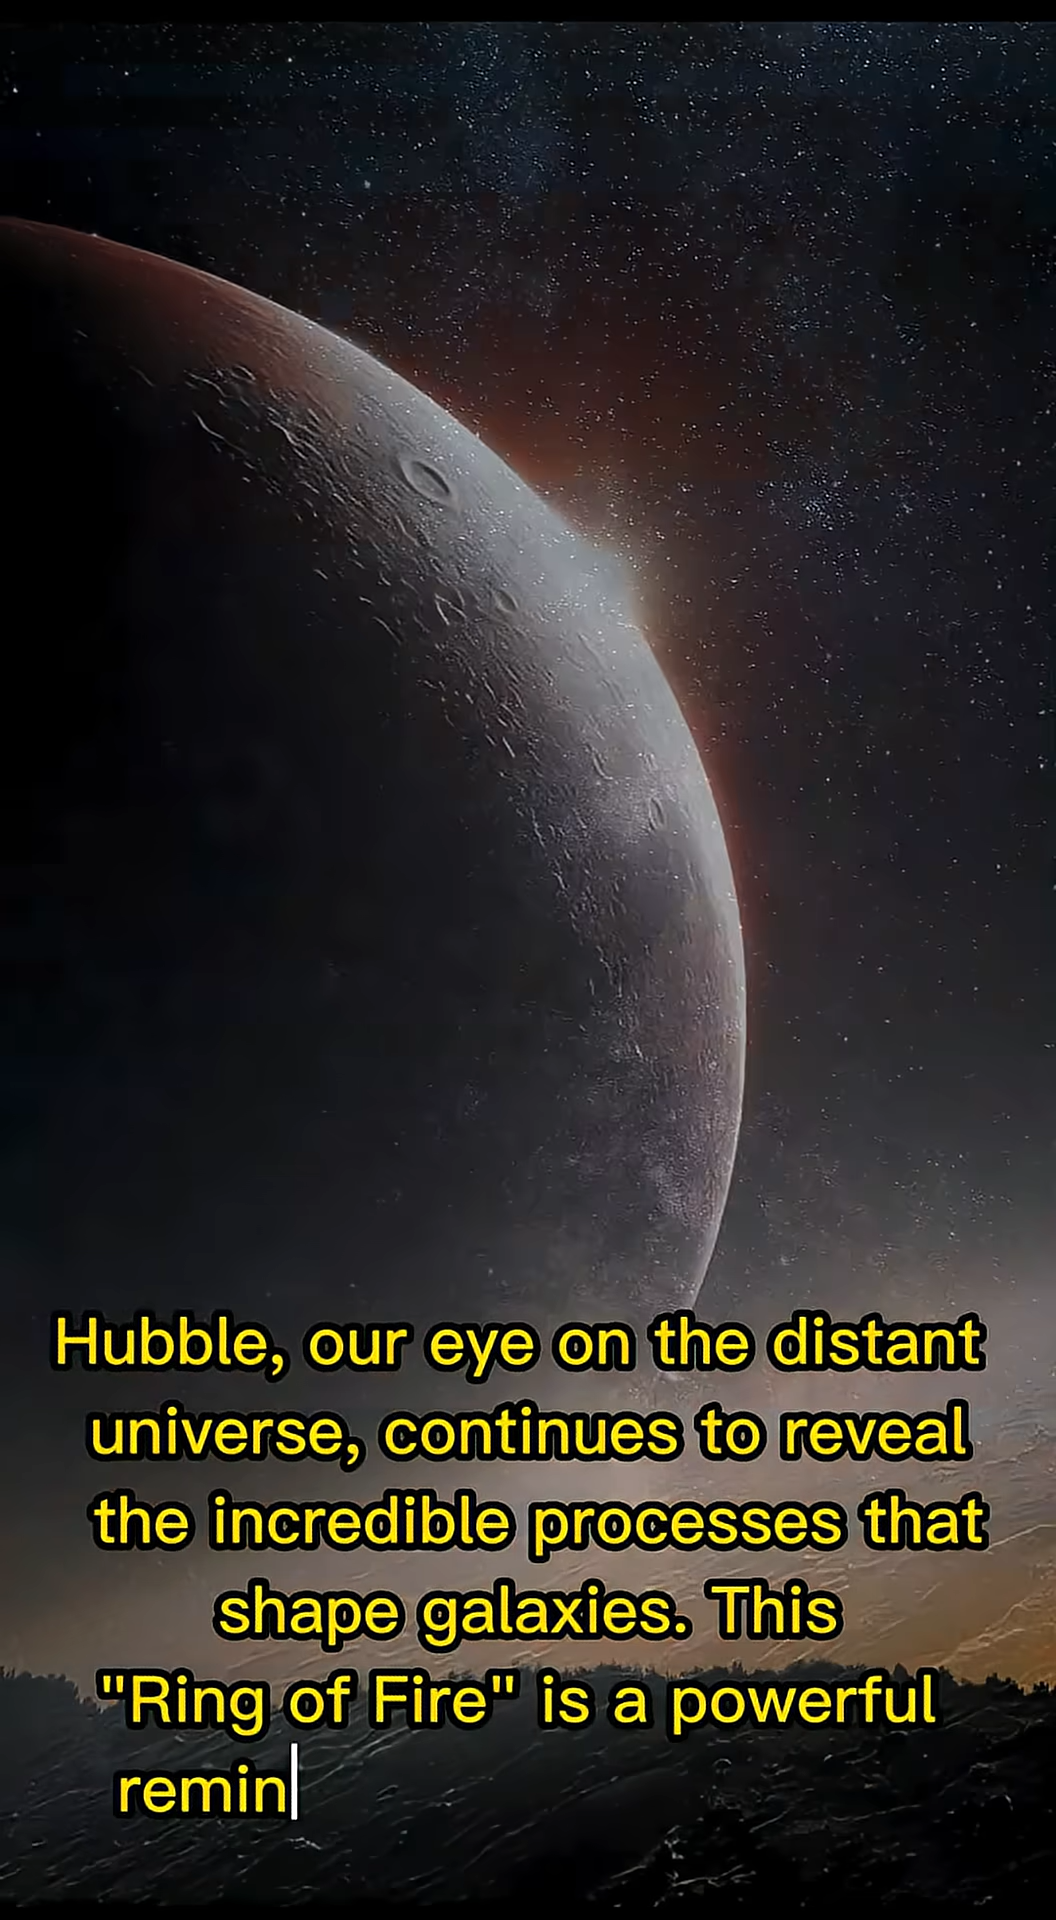 Hubble, our eye on the distant
universe, continues to reveal
the incredible processes that
shape galaxies. This
"Ring of Fire" is a powerful
remin